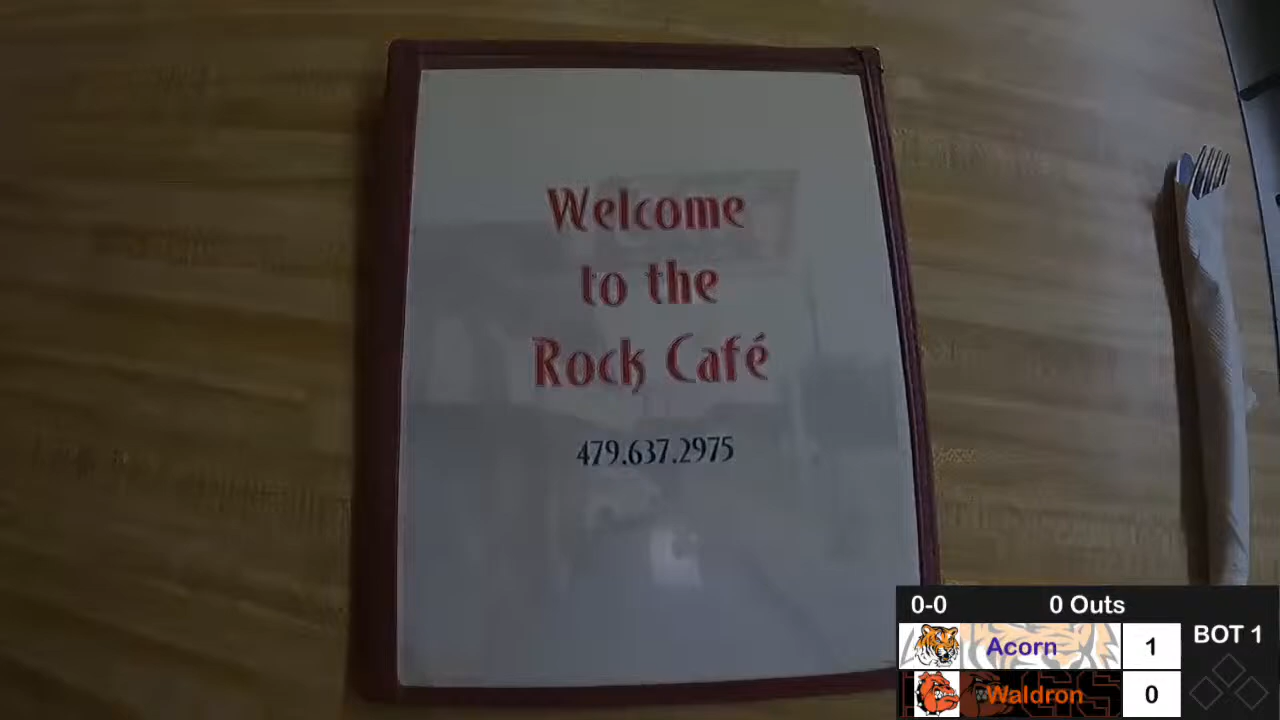 Welcome
to the
Rock Café
479.637.2975
0-0 0 Outs
Acorn 1 BOT 1
Waldron 0